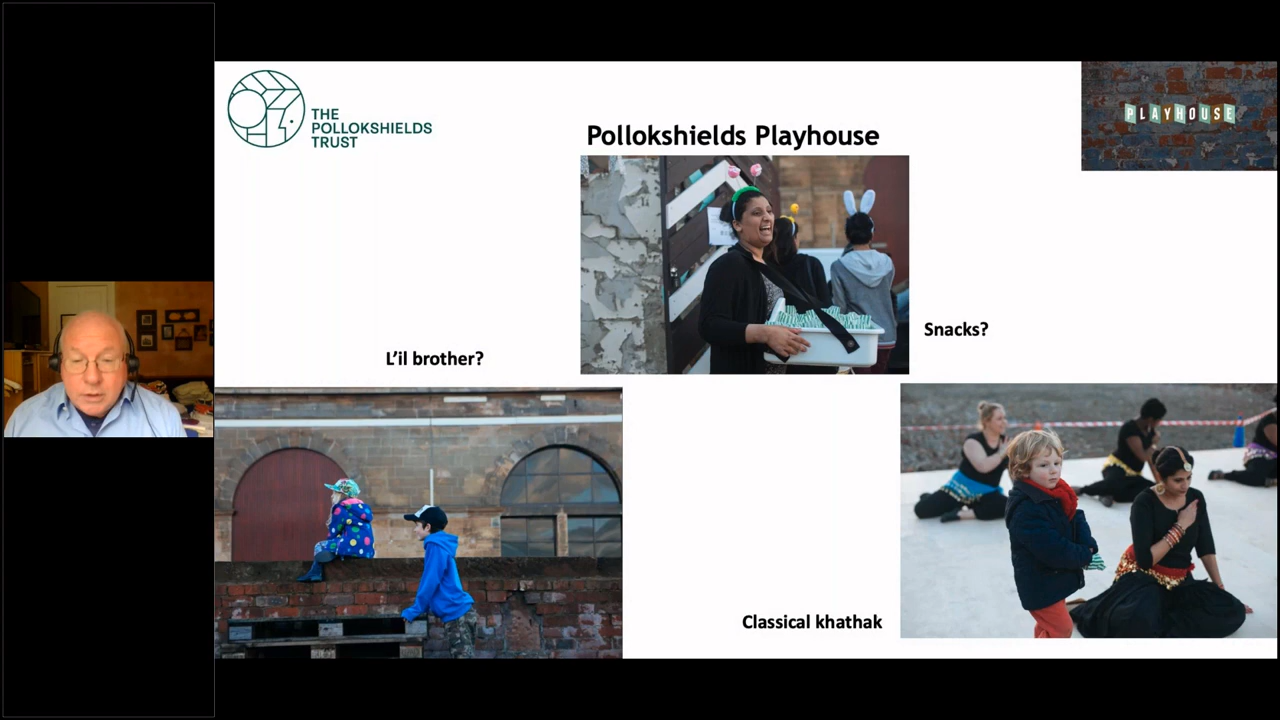 THE
POLLOKSHIELDS
TRUST
Pollokshields Playhouse
PLAYHOUSE
Snacks?
L’il brother?
Classical khathak